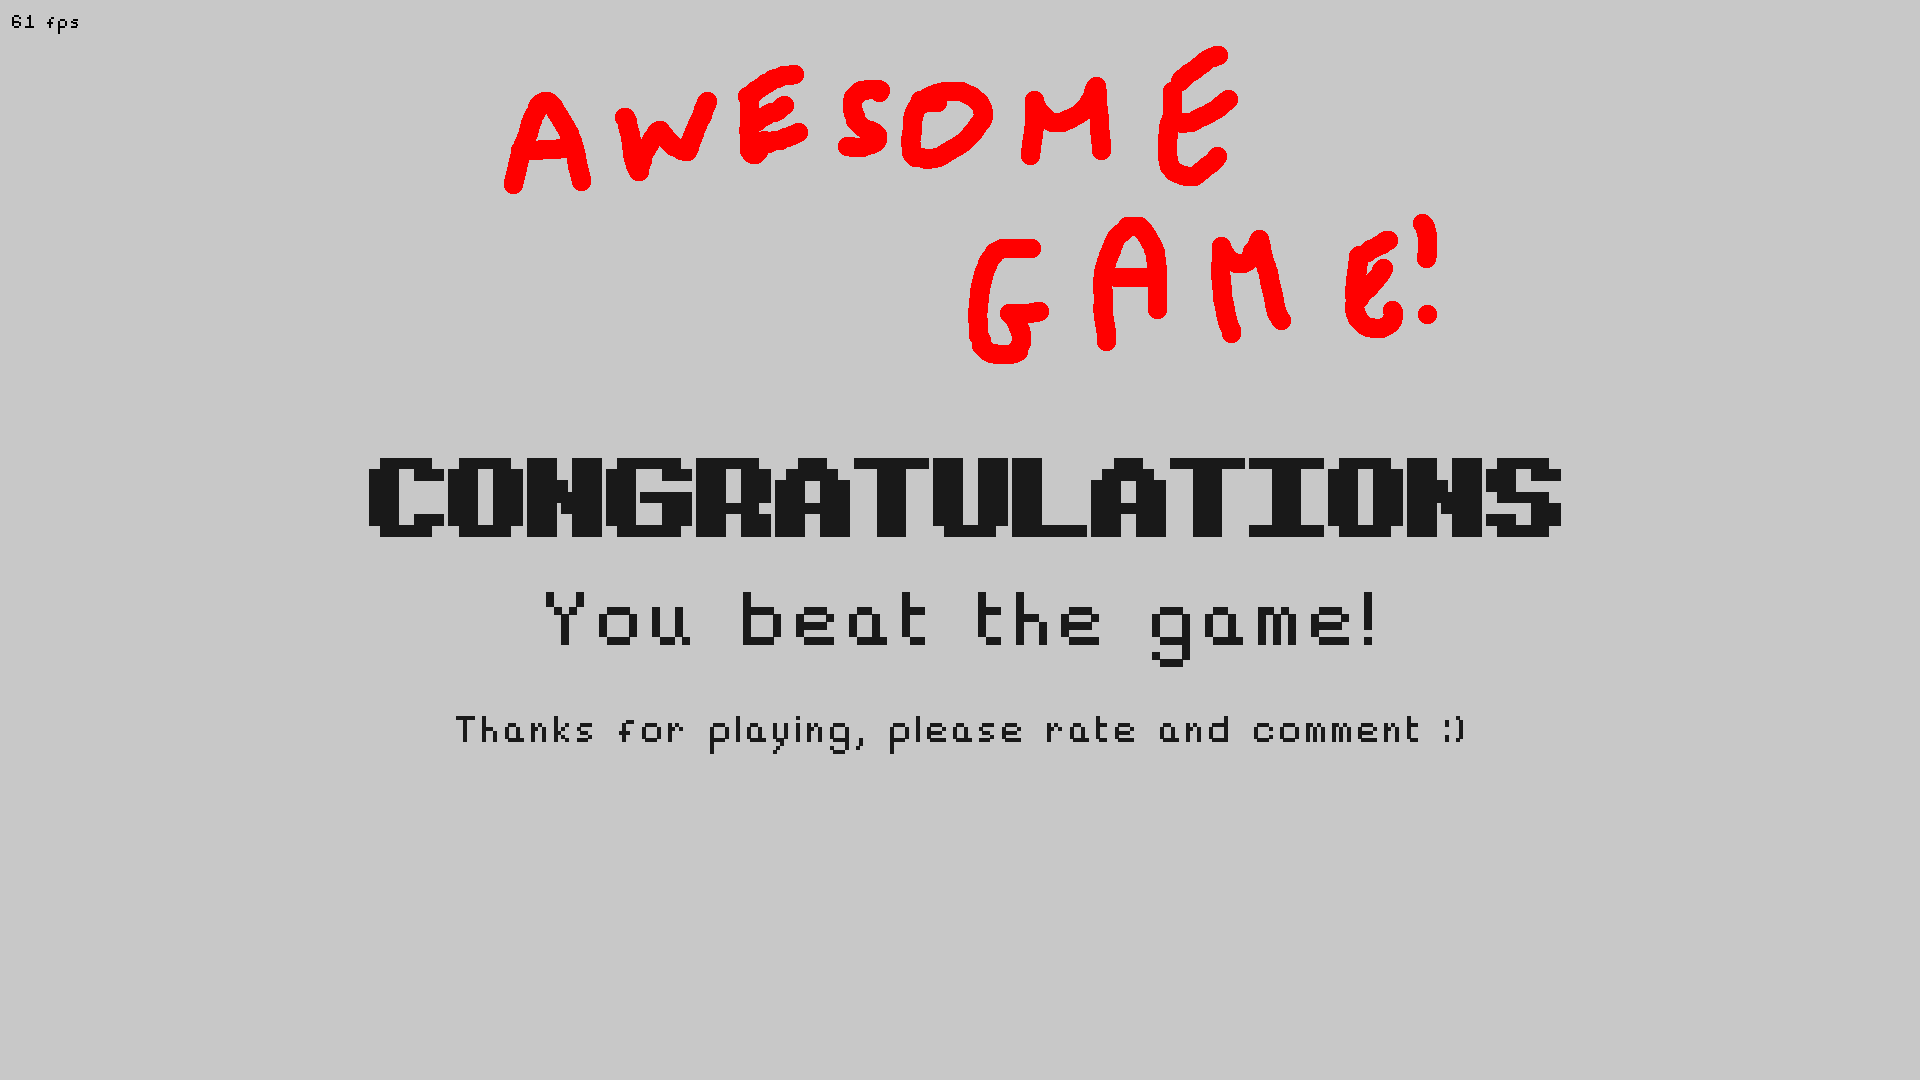 61 fps
AWESOME
GAME!
CONGRATULATIONS
You beat the game!
Thanks for playing, please rate and comment :)